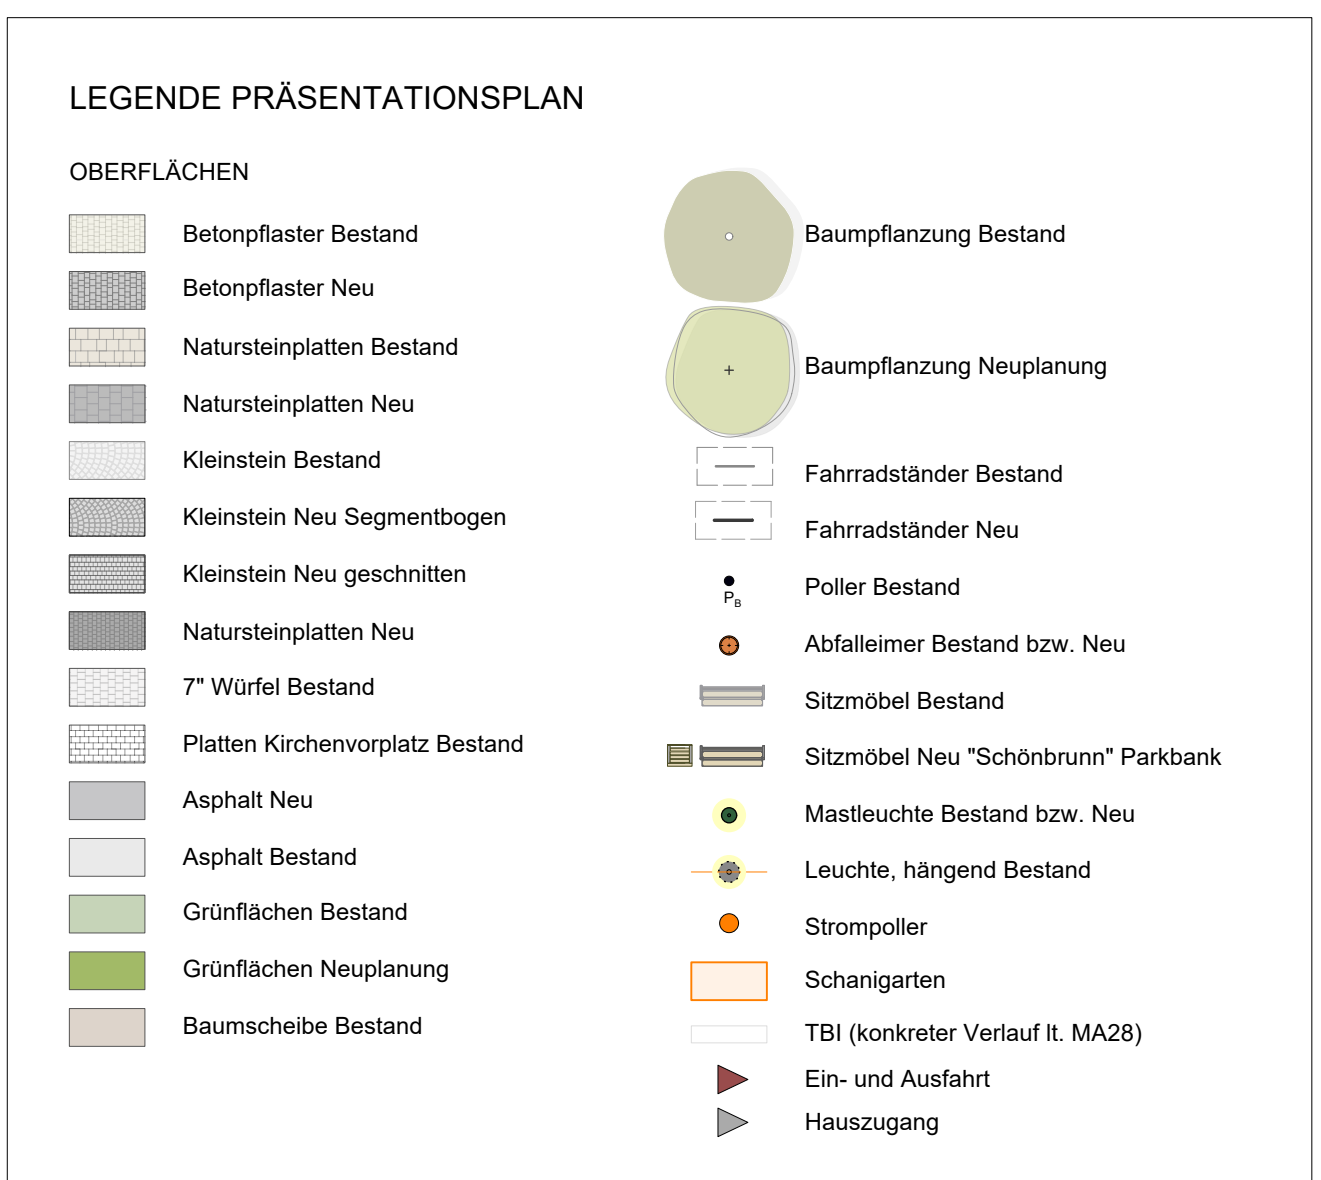 LEGENDE PRÄSENTATIONSPLAN
OBERFLÄCHEN
Betonpflaster Bestand
Betonpflaster Neu
Natursteinplatten Bestand
Natursteinplatten Neu
Kleinstein Bestand
Kleinstein Neu Segmentbogen
Kleinstein Neu geschnitten
Natursteinplatten Neu
7" Würfel Bestand
Platten Kirchenvorplatz Bestand
Asphalt Neu
Asphalt Bestand
Grünflächen Bestand
Grünflächen Neuplanung
Baumscheibe Bestand
Baumpflanzung Bestand
Baumpflanzung Neuplanung
Fahrradständer Bestand
Fahrradständer Neu
PB Poller Bestand
Abfalleimer Bestand bzw. Neu
Sitzmöbel Bestand
Sitzmöbel Neu "Schönbrunn" Parkbank
Mastleuchte Bestand bzw. Neu
Leuchte, hängend Bestand
Strompoller
Schanigarten
TBI (konkreter Verlauf lt. MA28)
Ein- und Ausfahrt
Hauszugang